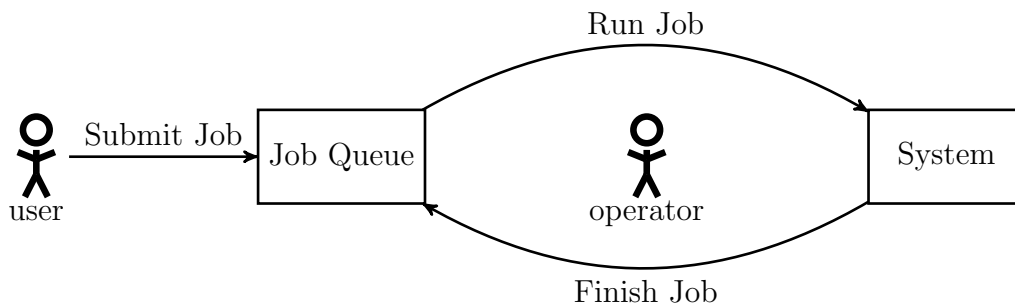 Run Job
Submit Job
Job Queue
System
user
operator
Finish Job